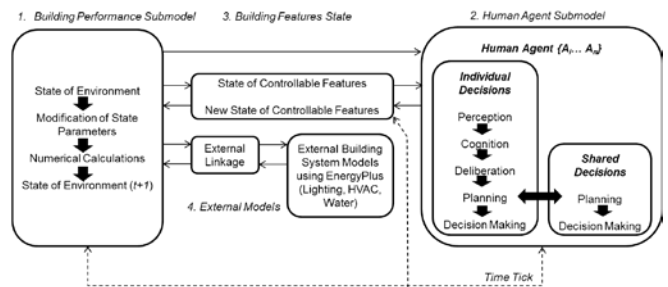 1. Building Performance Submodel
3. Building Features State
2. Human Agent Submodel
State of Environment
Modification of State
Parameters
Numerical Calculations
State of Environment (t+1)
State of Controllable Features
New State of Controllable Features
External
Linkage
External Building
System Models
using EnergyPlus
(Lighting, HVAC,
Water)
4. External Models
Human Agent {Ai... An}
Individual
Decisions
Perception
Cognition
Deliberation
Planning
Decision Making
Shared
Decisions
Planning
Decision Making
Time Tick